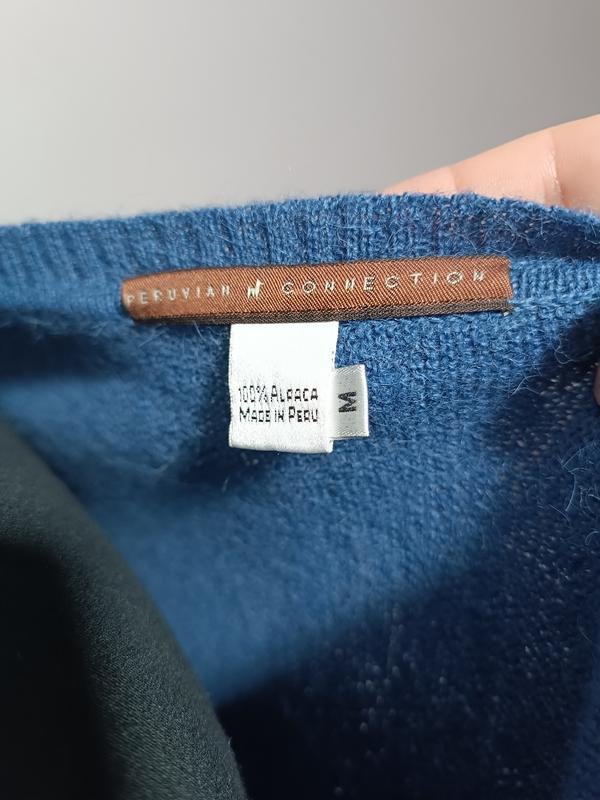 PERUVIAN CONNECTION
100% ALPACA
MADE IN PERU
M